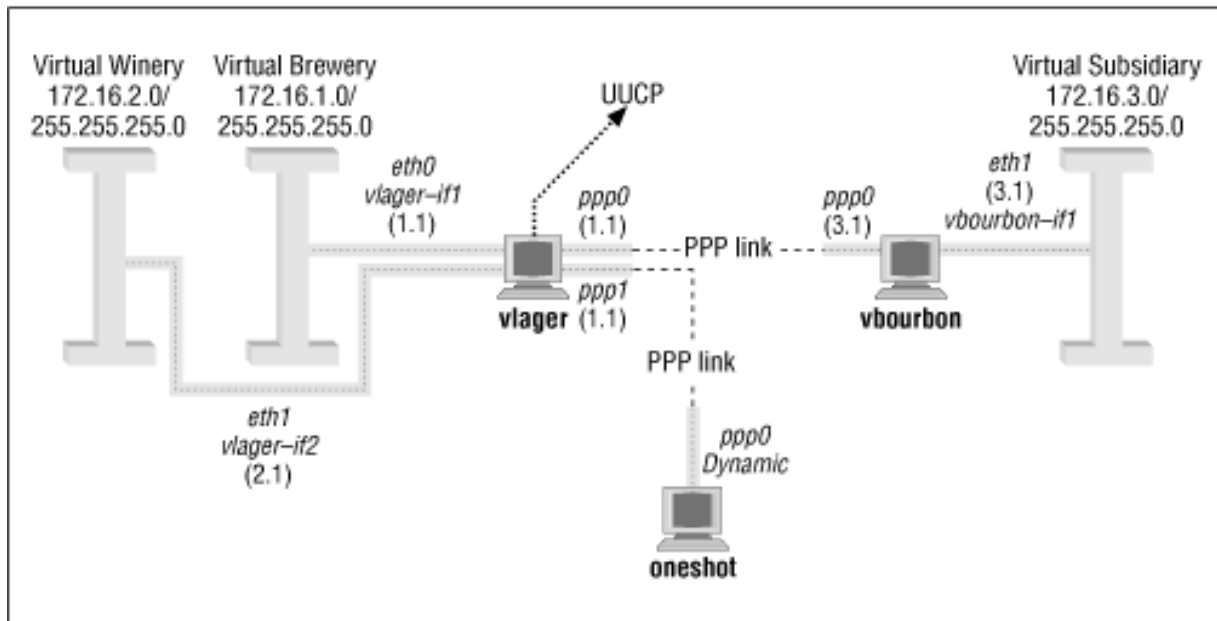 Virtual Winery
172.16.2.0/
255.255.255.0
Virtual Brewery
172.16.1.0/
255.255.255.0
UUCP
Virtual Subsidiary
172.16.3.0/
255.255.255.0
eth0
vlager–if1
(1.1)
ppp0
(1.1)
PPP link
ppp0
(3.1)
eth1
(3.1)
vbourbon–if1
vlager
ppp1
(1.1)
vbourbon
PPP link
eth1
vlager–if2
(2.1)
ppp0
Dynamic
oneshot